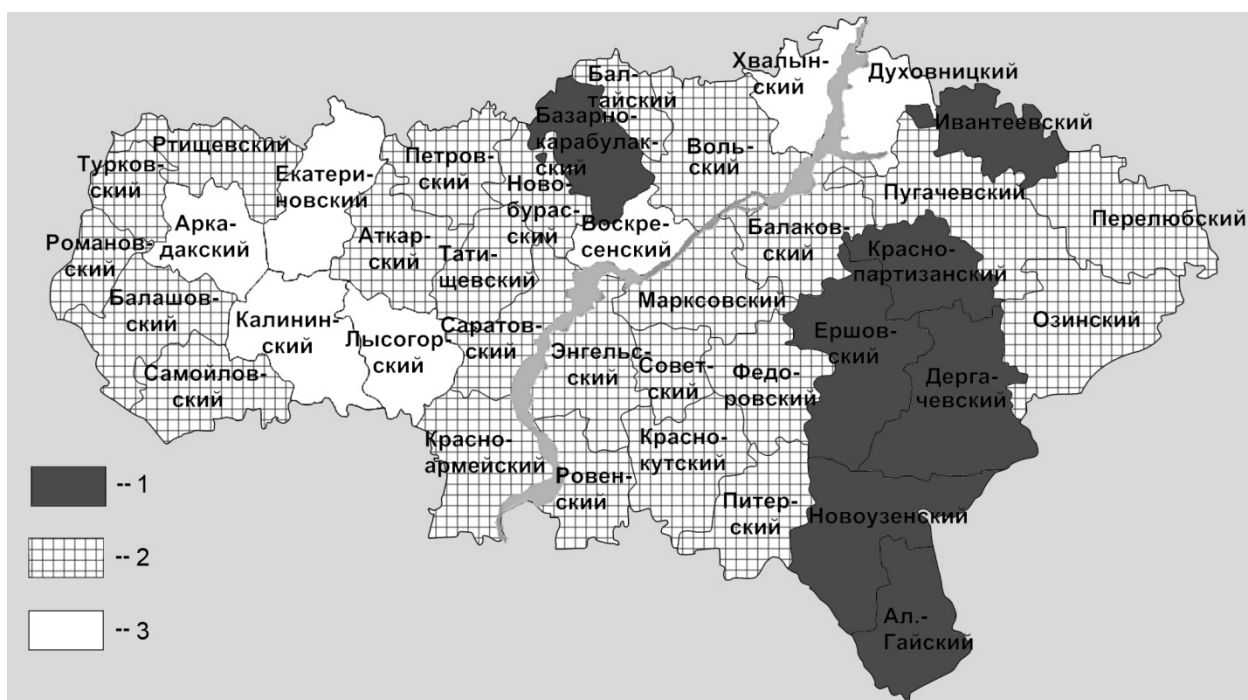 Хвалын-
ский
Духовницкий
Бал-
тайский
Базарно-
карабулак-
ский
Ивантеевский
Ртищевский
Турков-
ский
Екатери-
новский
Петров-
ский
Ново-
бурас-
ский
Воль-
ский
Пугачевский
Перелюбский
Арка-
дакский
Воскре-
сенский
Балаков-
ский
Романов-
ский
Аткар-
ский
Тати-
щевский
Красно-
партизанский
Балашов-
ский
Марксовский
Озинский
Калинин-
ский
Лысогор-
ский
Саратов-
ский
Ершов-
ский
Энгельс-
ский
Совет-
ский
Федо-
ровский
Дерга-
чевский
Самойлов-
ский
Красно-
армейский
Красно-
кутский
Ровен-
ский
Питер-
ский
Новоузенский
Ал.-
Гайский
-- 1
-- 2
-- 3